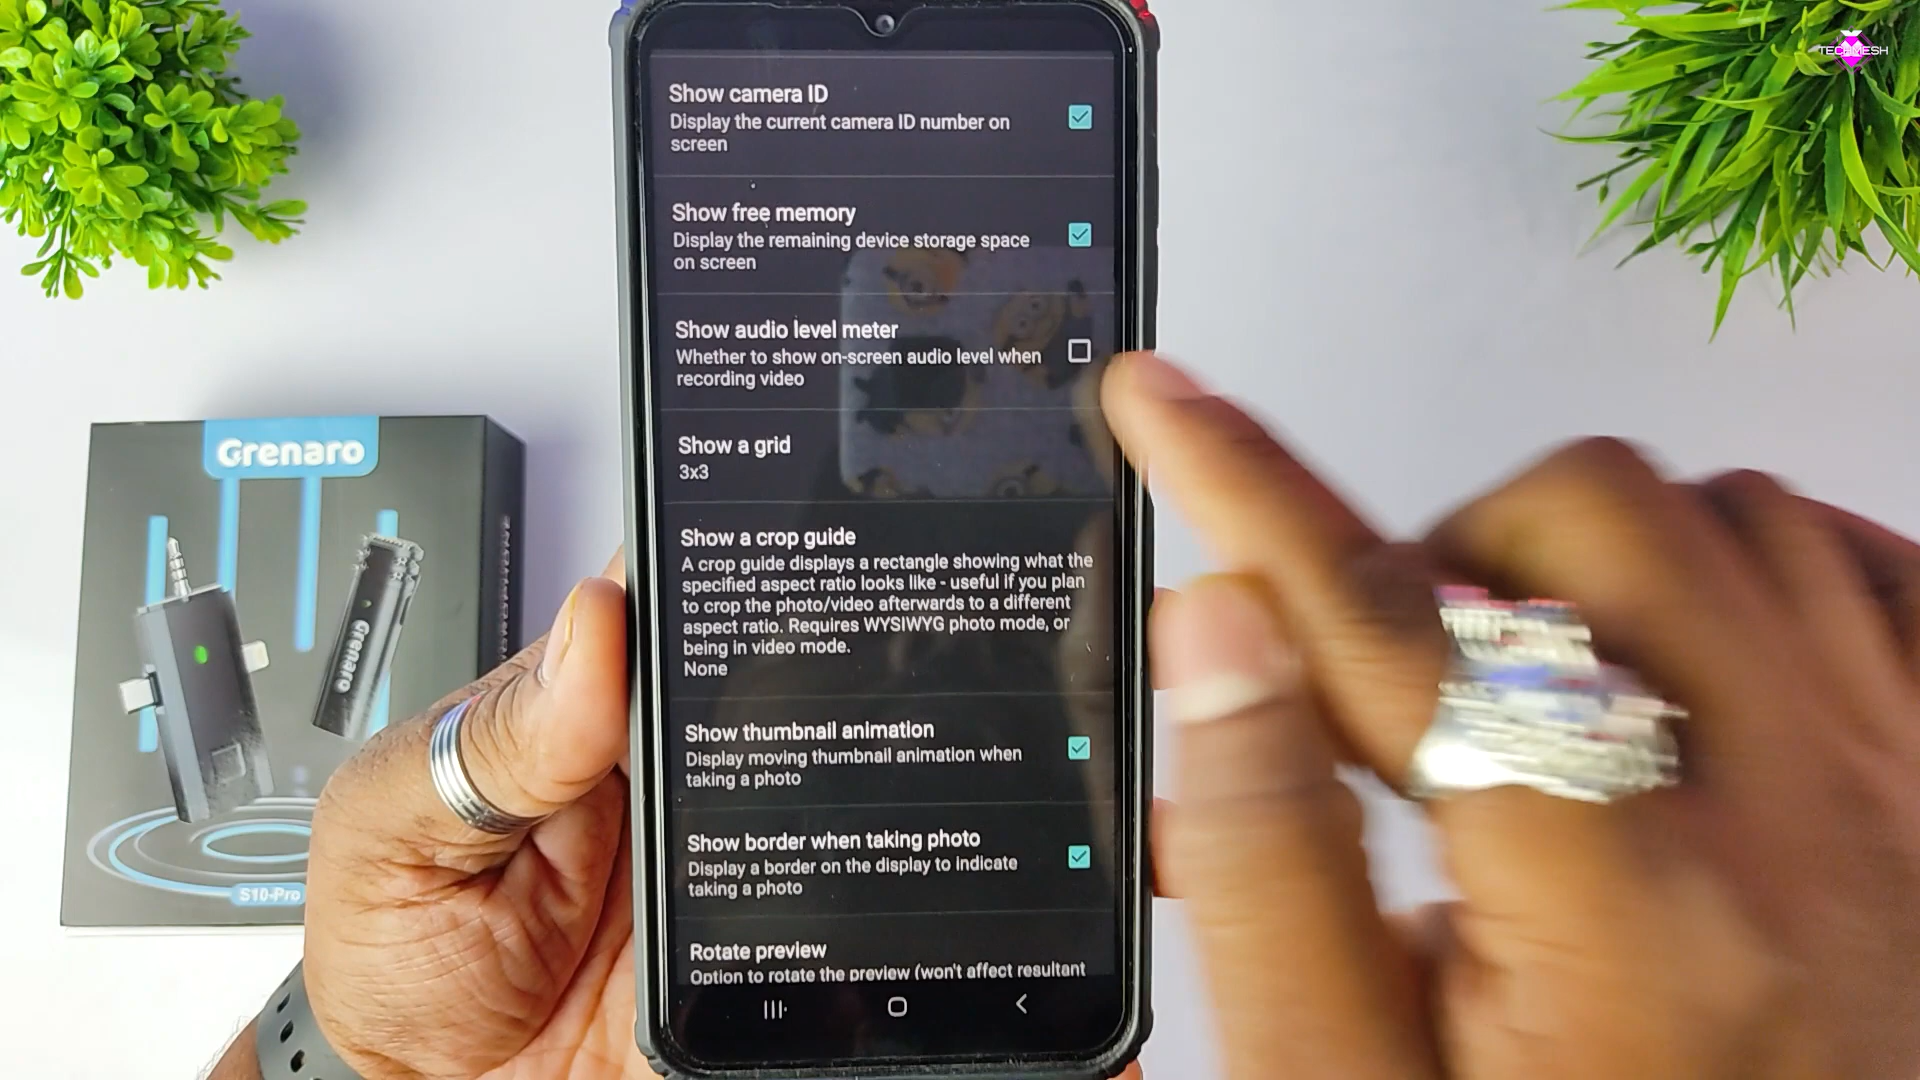 TECHMESH
Show camera ID
Display the current camera ID number on
screen
Show free memory
Display the remaining device storage space
on screen
Show audio level meter
Whether to show on-screen audio level when
recording video
Show a grid
3x3
Show a crop guide
A crop guide displays a rectangle showing what the
specified aspect ratio looks like - useful if you plan
to crop the photo/video afterwards to a different
aspect ratio. Requires WYSIWYG photo mode, or
being in video mode.
None
Show thumbnail animation
Display moving thumbnail animation when
taking a photo
Show border when taking photo
Display a border on the display to indicate
taking a photo
Rotate preview
Option to rotate the preview (won't affect resultant
Grenaro
Grenaro
S10-Pro